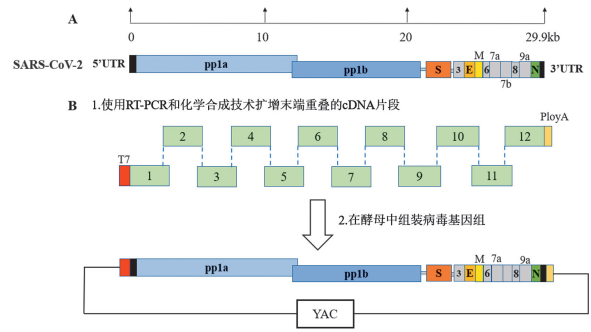 A
0 10 20 29.9kb
SARS-CoV-2 5’UTR pp1a pp1b S 3 E M 6 7a 7b 8 9a N 3’UTR
B 1.使用RT-PCR和化学合成技术扩增末端重叠的cDNA片段
PloyA
2 4 6 8 10 12
T7
1 3 5 7 9 11
2.在酵母中组装病毒基因组
pp1a pp1b S 3 E M 6 7a 8 9a N
YAC